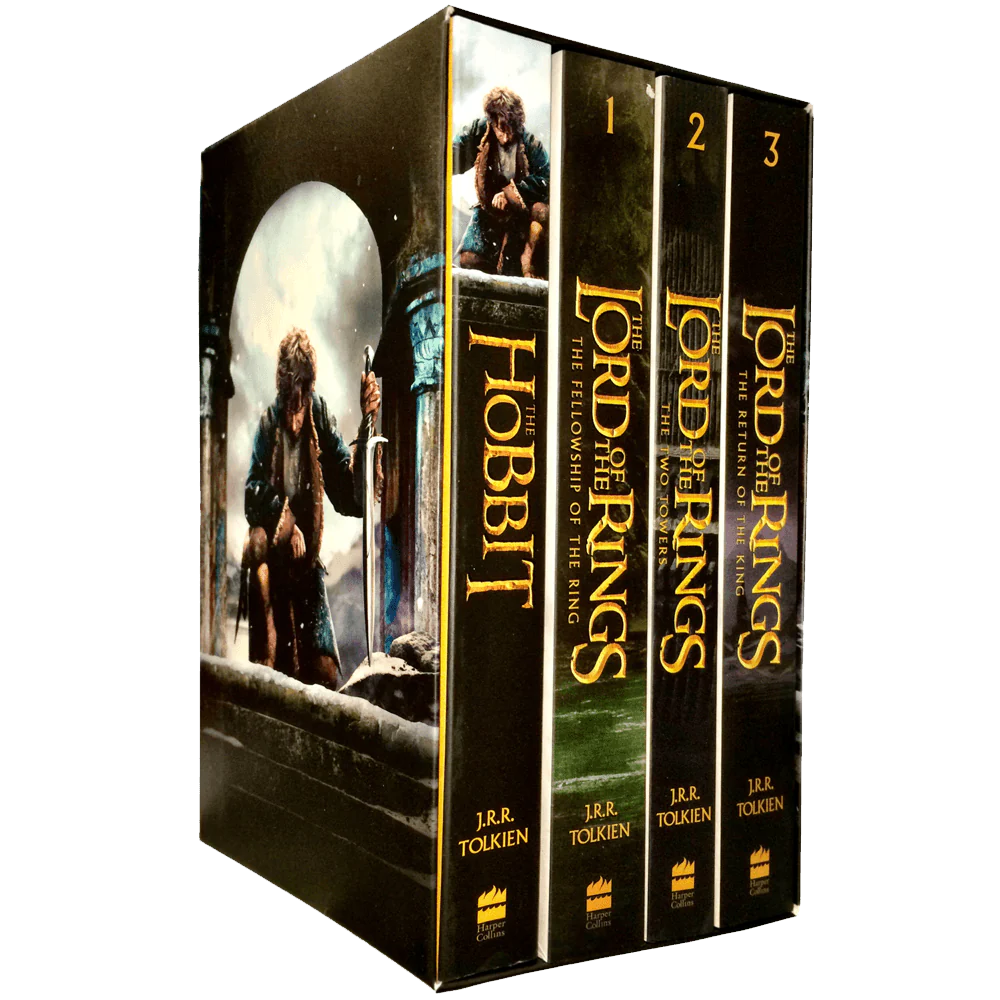 THE
HOBBIT
J.R.R.
TOLKIEN
Harper
Collins
1
THE
LORD OF
THE RINGS
THE FELLOWSHIP OF THE RING
J.R.R.
TOLKIEN
Harper
Collins
2
THE
LORD OF
THE RINGS
THE TWO TOWERS
J.R.R.
TOLKIEN
Harper
Collins
3
THE
LORD OF
THE RINGS
THE RETURN OF THE KING
J.R.R.
TOLKIEN
Harper
Collins